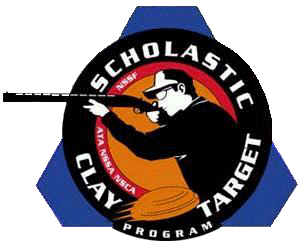 SCHOLASTIC
NSSF
ATA NSSA NSCA
CLAY
TARGET
PROGRAM